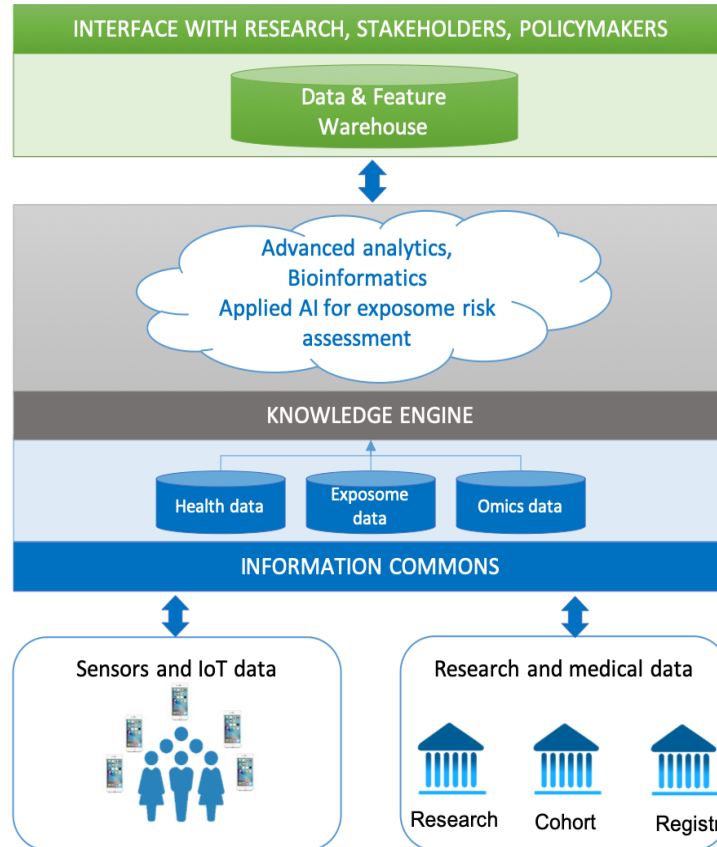 INTERFACE WITH RESEARCH, STAKEHOLDERS, POLICYMAKERS
Data & Feature
Warehouse
Advanced analytics,
Bioinformatics
Applied AI for exposome risk
assessment
KNOWLEDGE ENGINE
Health data
Exposome
data
Omics data
INFORMATION COMMONS
Sensors and IoT data
Research and medical data
Research
Cohort
Registr